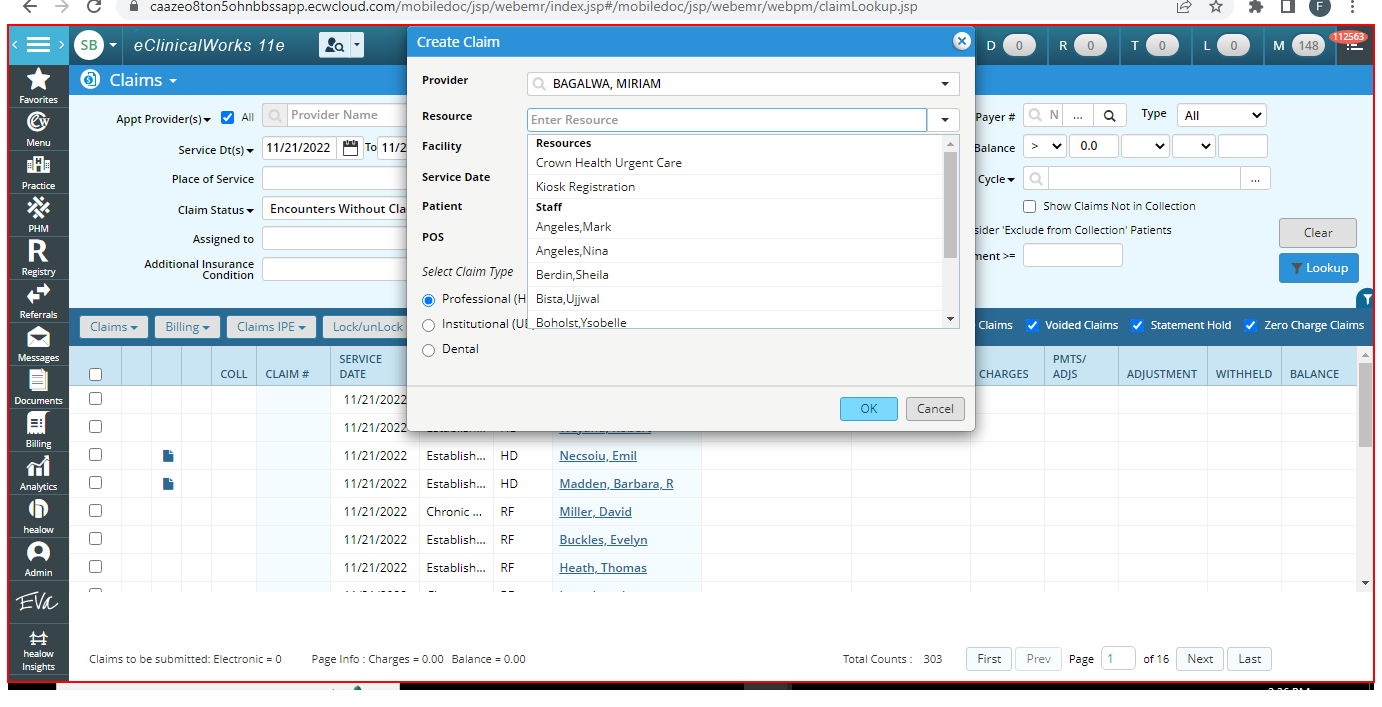 caazeo8ton5ohnbbssapp.ecwcloud.com/mobiledoc/jsp/webemr/index.jsp#/mobiledoc/jsp/webemr/webpm/claimLookup.jsp
F
SB
eClinicalWorks 11e
D 0
R 0
T 0
L 0
M 148
112563
Favorites
Menu
Practice
PHM
R
Registry
Referrals
Messages
Documents
Billing
Analytics
healow
Admin
EVA
healow
Insights
Claims
Appt Provider(s) All Provider Name
Service Dt(s) 11/21/2022 To 11/2
Place of Service
Claim Status Encounters Without Cla
Assigned to
Additional Insurance
Condition
Create Claim
Provider BAGALWA, MIRIAM
Resource Enter Resource
Facility
Service Date
Patient
POS
Select Claim Type
Professional (H
Institutional (U
Dental
Resources
Crown Health Urgent Care
Kiosk Registration
Staff
Angeles,Mark
Angeles,Nina
Berdin,Sheila
Bista,Ujjwal
Boholst,Ysobelle
OK Cancel
Payer # N ... Type All
Balance > 0.0
Cycle ...
Show Claims Not in Collection
sider 'Exclude from Collection' Patients
ment >=
Clear
Lookup
Claims Billing Claims IPE Lock/unLock
Claims Voided Claims Statement Hold Zero Charge Claims
COLL CLAIM # SERVICE DATE CHARGES PMTS/ ADJS ADJUSTMENT WITHHELD BALANCE
11/21/2022
11/21/2022
11/21/2022 Establish... HD Necsoiu, Emil
11/21/2022 Establish... HD Madden, Barbara, R
11/21/2022 Chronic ... RF Miller, David
11/21/2022 Establish... RF Buckles, Evelyn
11/21/2022 Establish... RF Heath, Thomas
Claims to be submitted: Electronic = 0 Page Info : Charges = 0.00 Balance = 0.00 Total Counts : 303 First Prev Page 1 of 16 Next Last